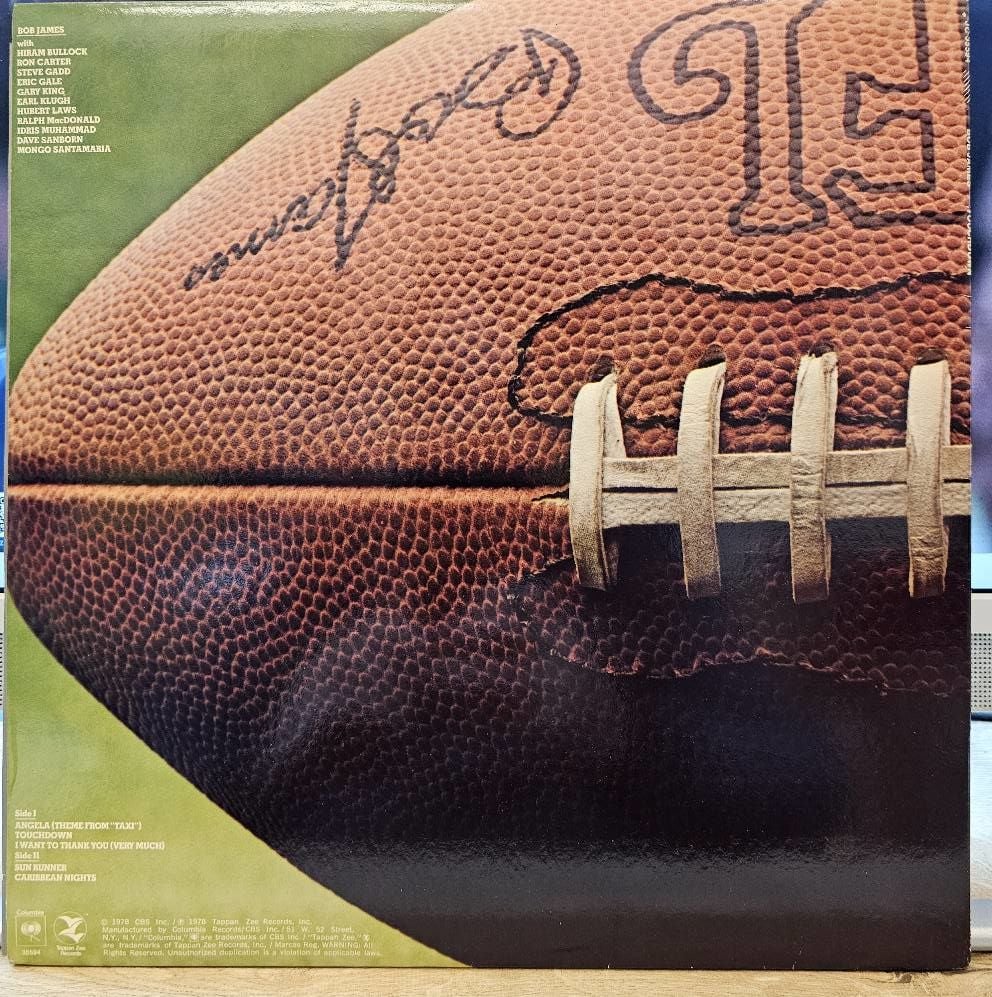 BOB JAMES
with
HIRAM BULLOCK
RON CARTER
STEVE GADD
ERIC GALE
GARY KING
EARL KLUGH
HUBERT LAWS
RALPH MacDONALD
IDRIS MUHAMMAD
DAVE SANBORN
MONGO SANTAMARIA
Bob James
Side I
ANGELA (THEME FROM "TAXI")
TOUCHDOWN
I WANT TO THANK YOU (VERY MUCH)
Side II
SUN RUNNER
CARIBBEAN NIGHTS
Columbia
35594
Tappan Zee
Records
© 1978 CBS Inc. / ℗ 1978 Tappan Zee Records, Inc.
Manufactured by Columbia Records/CBS Inc. / 51 W. 52 Street,
N.Y., N.Y. / "Columbia," are trademarks of CBS Inc. / "Tappan Zee,"
are trademarks of Tappan Zee Records, Inc. / Marcas Reg. WARNING: All
Rights Reserved. Unauthorized duplication is a violation of applicable laws.